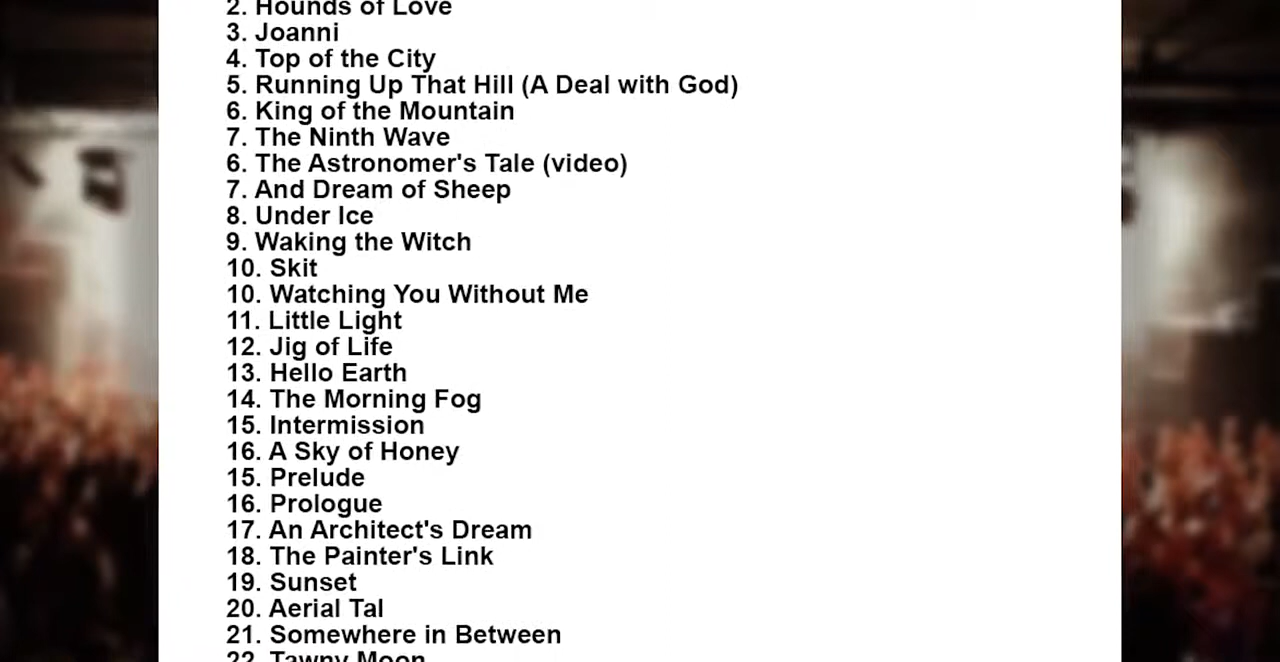 2. Hounds of Love
3. Joanni
4. Top of the City
5. Running Up That Hill (A Deal with God)
6. King of the Mountain
7. The Ninth Wave
6. The Astronomer's Tale (video)
7. And Dream of Sheep
8. Under Ice
9. Waking the Witch
10. Skit
10. Watching You Without Me
11. Little Light
12. Jig of Life
13. Hello Earth
14. The Morning Fog
15. Intermission
16. A Sky of Honey
15. Prelude
16. Prologue
17. An Architect's Dream
18. The Painter's Link
19. Sunset
20. Aerial Tal
21. Somewhere in Between
22. Tawny Moon